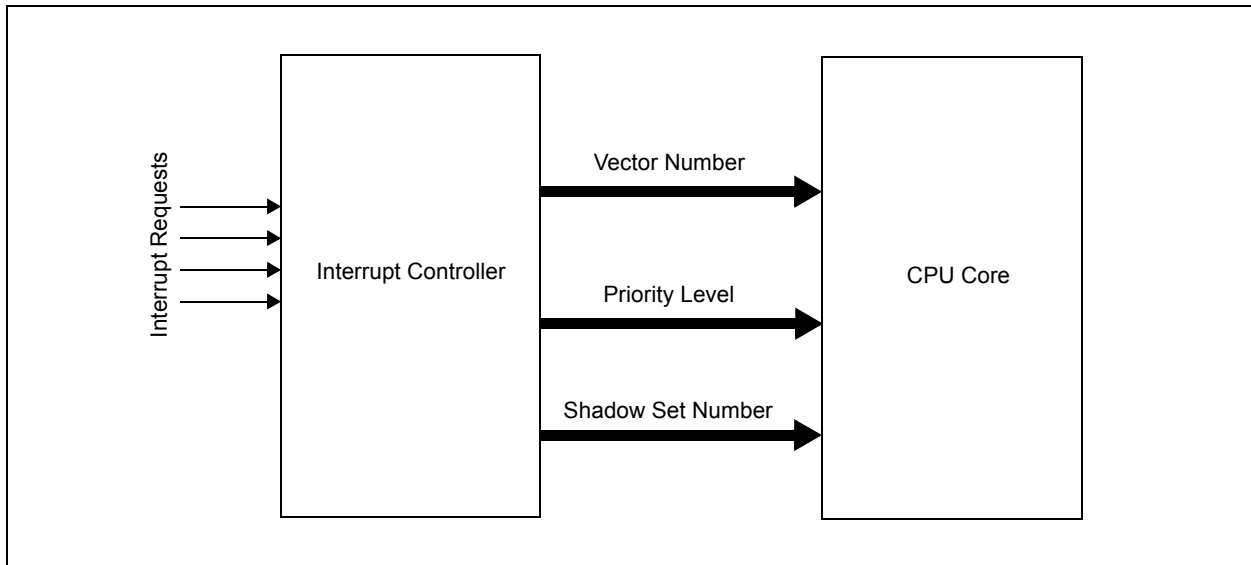 Interrupt Requests
Interrupt Controller
Vector Number
Priority Level
Shadow Set Number
CPU Core